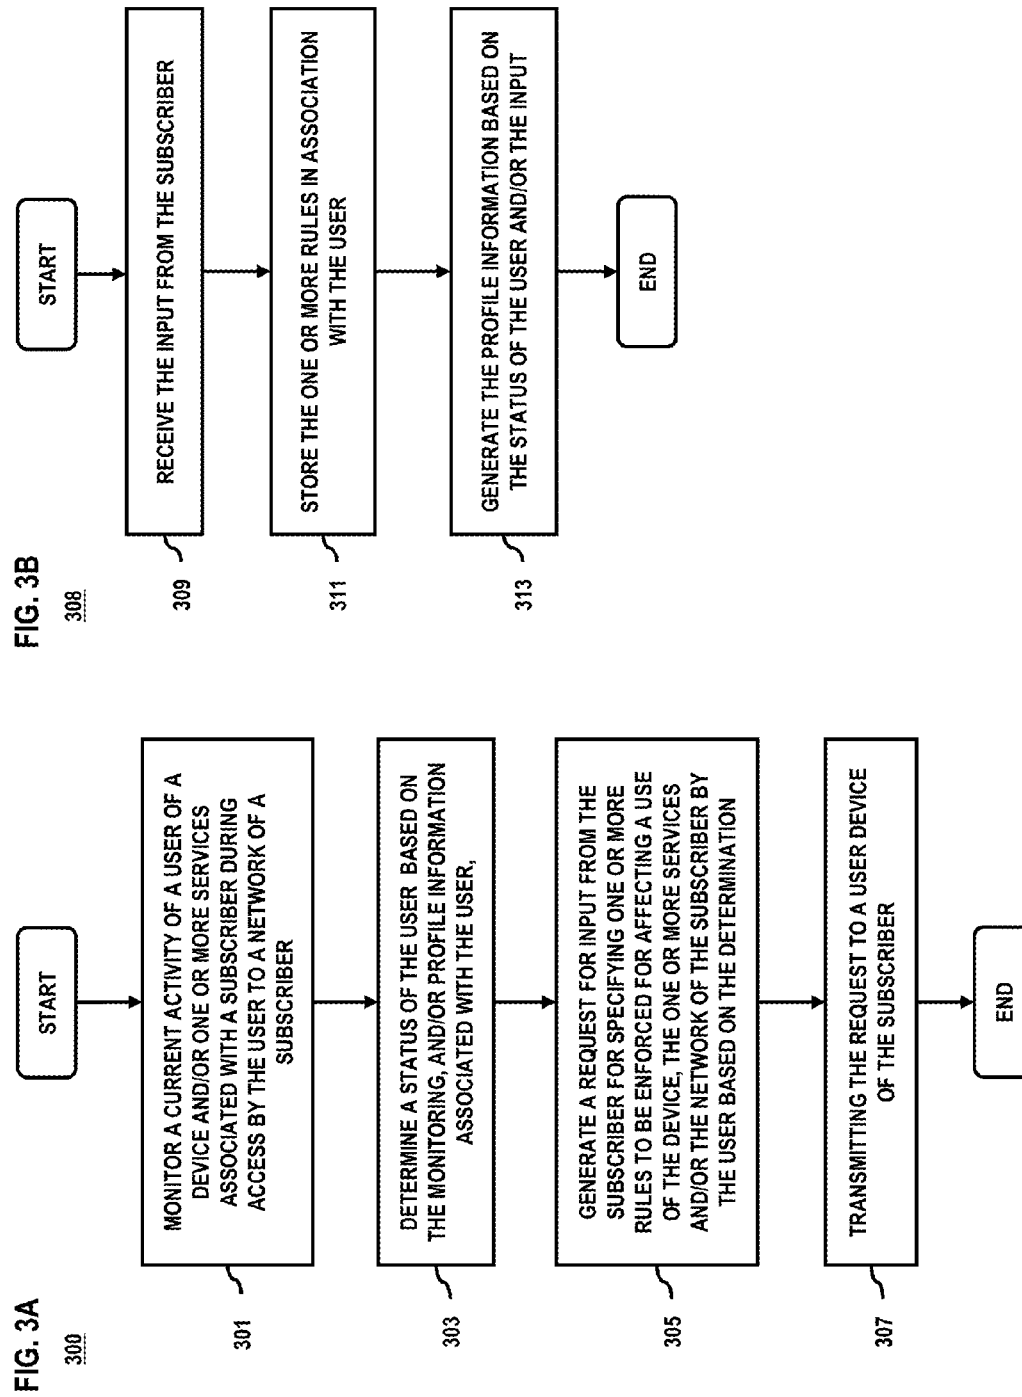 FIG. 3A
300
START
MONITOR A CURRENT ACTIVITY OF A USER OF A
DEVICE AND/OR ONE OR MORE SERVICES
ASSOCIATED WITH A SUBSCRIBER DURING
ACCESS BY THE USER TO A NETWORK OF A
SUBSCRIBER
301
DETERMINE A STATUS OF THE USER BASED ON
THE MONITORING, AND/OR PROFILE INFORMATION
ASSOCIATED WITH THE USER,
303
GENERATE A REQUEST FOR INPUT FROM THE
SUBSCRIBER FOR SPECIFYING ONE OR MORE
RULES TO BE ENFORCED FOR AFFECTING A USE
OF THE DEVICE, THE ONE OR MORE SERVICES
AND/OR THE NETWORK OF THE SUBSCRIBER BY
THE USER BASED ON THE DETERMINATION
305
TRANSMITTING THE REQUEST TO A USER DEVICE
OF THE SUBSCRIBER
307
END
FIG. 3B
308
START
RECEIVE THE INPUT FROM THE SUBSCRIBER
309
STORE THE ONE OR MORE RULES IN ASSOCIATION
WITH THE USER
311
GENERATE THE PROFILE INFORMATION BASED ON
THE STATUS OF THE USER AND/OR THE INPUT
313
END